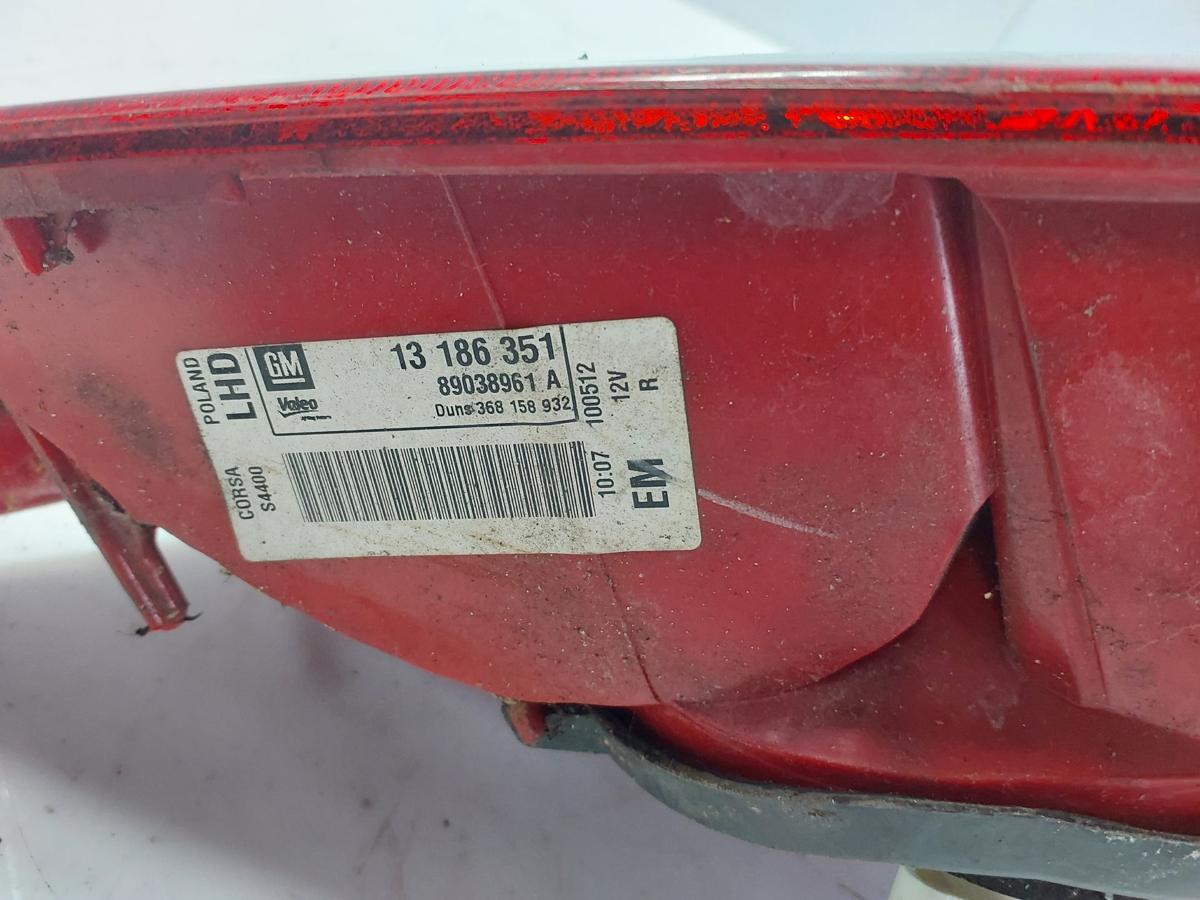 POLAND
LHD
GM
Valeo
13 186 351
89038961 A
Duns 368 158 932
100512
12V
R
CORSA
S4400
10:07
EM